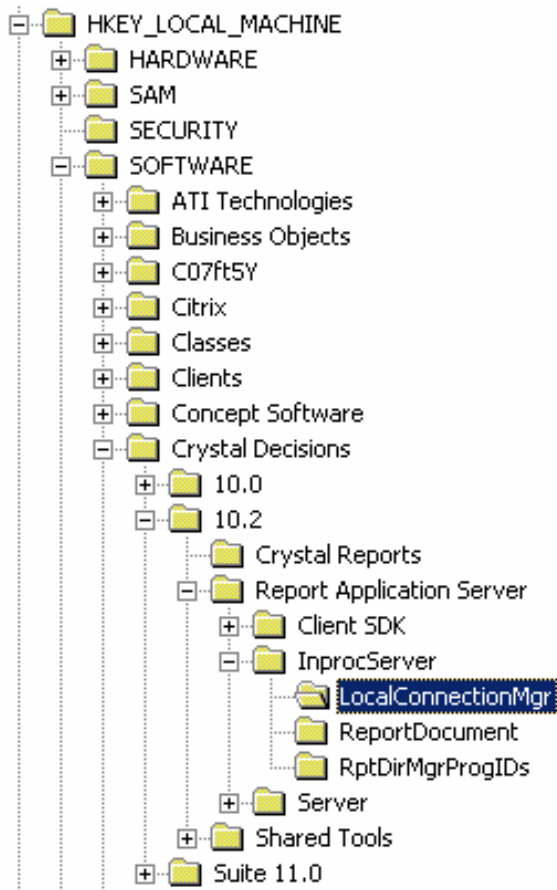 HKEY_LOCAL_MACHINE
HARDWARE
SAM
SECURITY
SOFTWARE
ATI Technologies
Business Objects
C07ft5Y
Citrix
Classes
Clients
Concept Software
Crystal Decisions
10.0
10.2
Crystal Reports
Report Application Server
Client SDK
InprocServer
LocalConnectionMgr
ReportDocument
RptDirMgrProgIDs
Server
Shared Tools
Suite 11.0